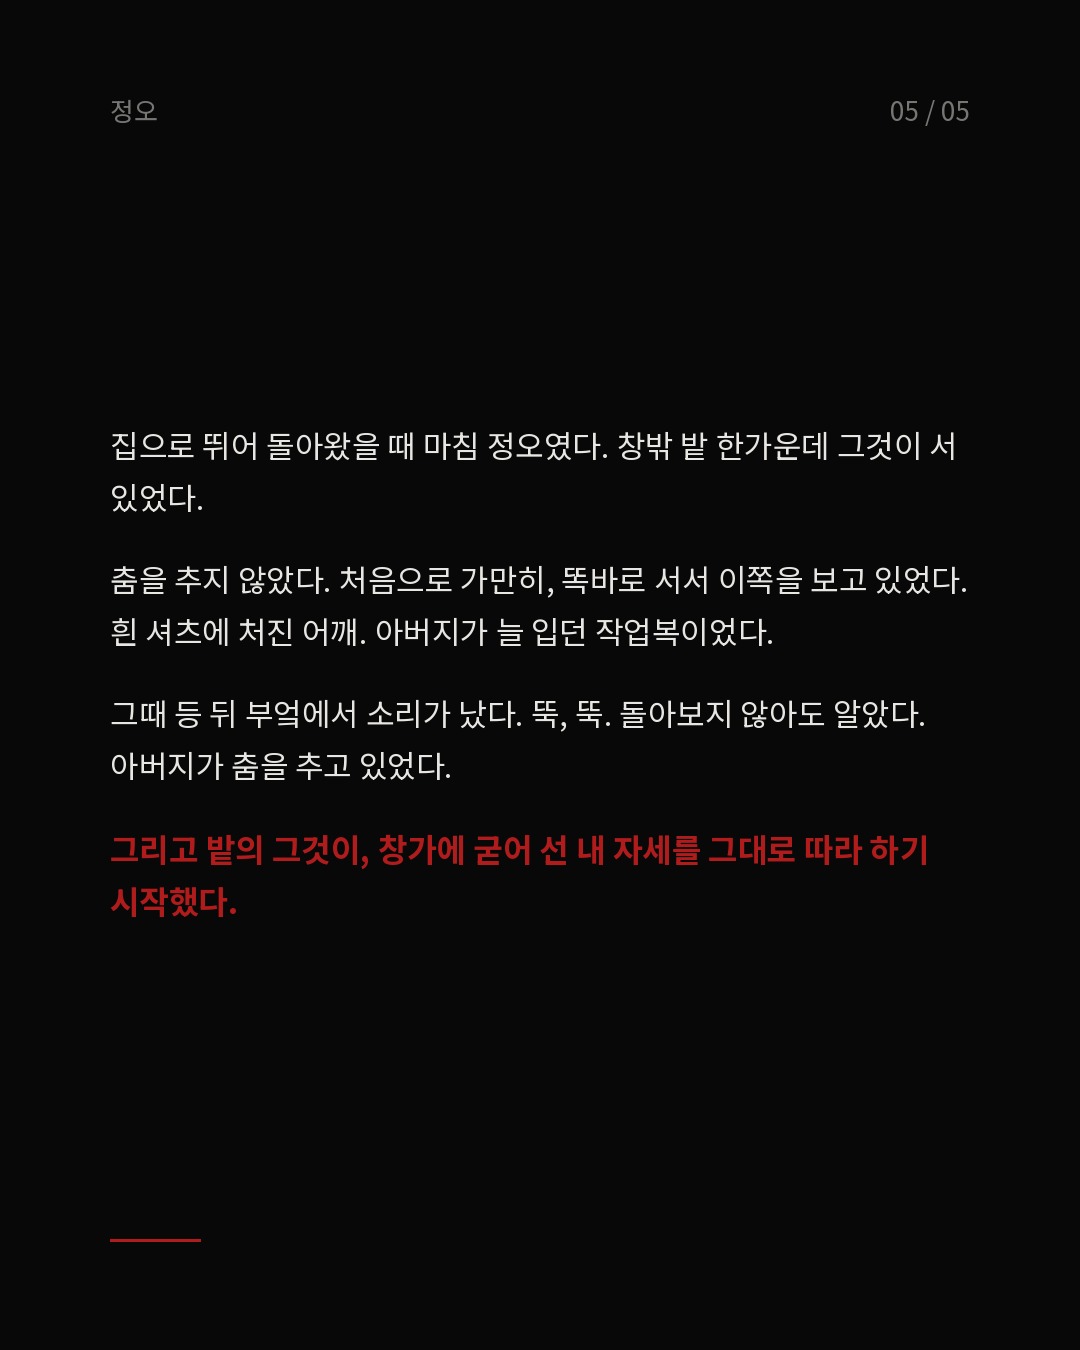 정오
05 / 05
집으로 뛰어 돌아왔을 때 마침 정오였다. 창밖 밭 한가운데 그것이 서
있었다.
춤을 추지 않았다. 처음으로 가만히, 똑바로 서서 이쪽을 보고 있었다.
흰 셔츠에 처진 어깨. 아버지가 늘 입던 작업복이었다.
그때 등 뒤 부엌에서 소리가 났다. 뚝, 뚝. 돌아보지 않아도 알았다.
아버지가 춤을 추고 있었다.
그리고 밭의 그것이, 창가에 굳어 선 내 자세를 그대로 따라 하기
시작했다.